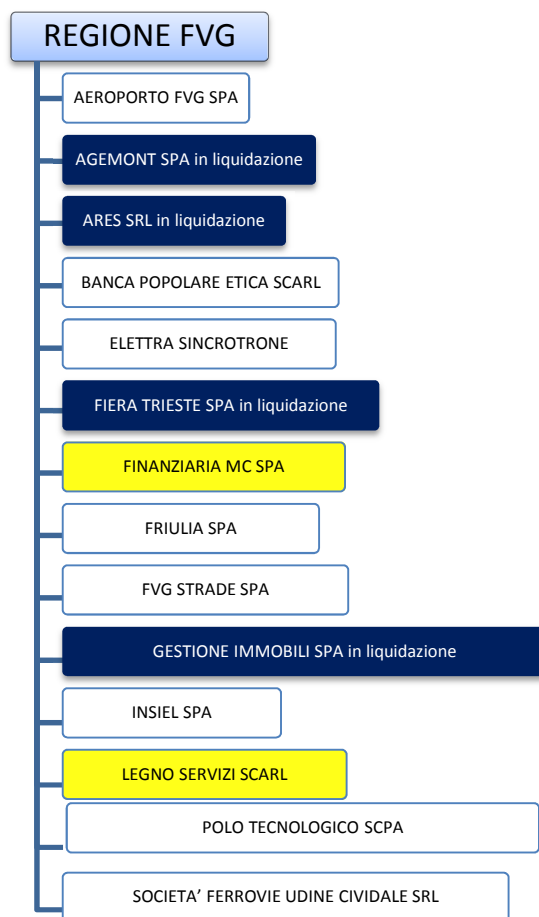 REGIONE FVG
AEROPORTO FVG SPA
AGEMONT SPA in liquidazione
ARES SRL in liquidazione
BANCA POPOLARE ETICA SCARL
ELETTRA SINCROTRONE
FIERA TRIESTE SPA in liquidazione
FINANZIARIA MC SPA
FRIULIA SPA
FVG STRADE SPA
GESTIONE IMMOBILI SPA in liquidazione
INSIEL SPA
LEGNO SERVIZI SCARL
POLO TECNOLOGICO SCPA
SOCIETA’ FERROVIE UDINE CIVIDALE SRL